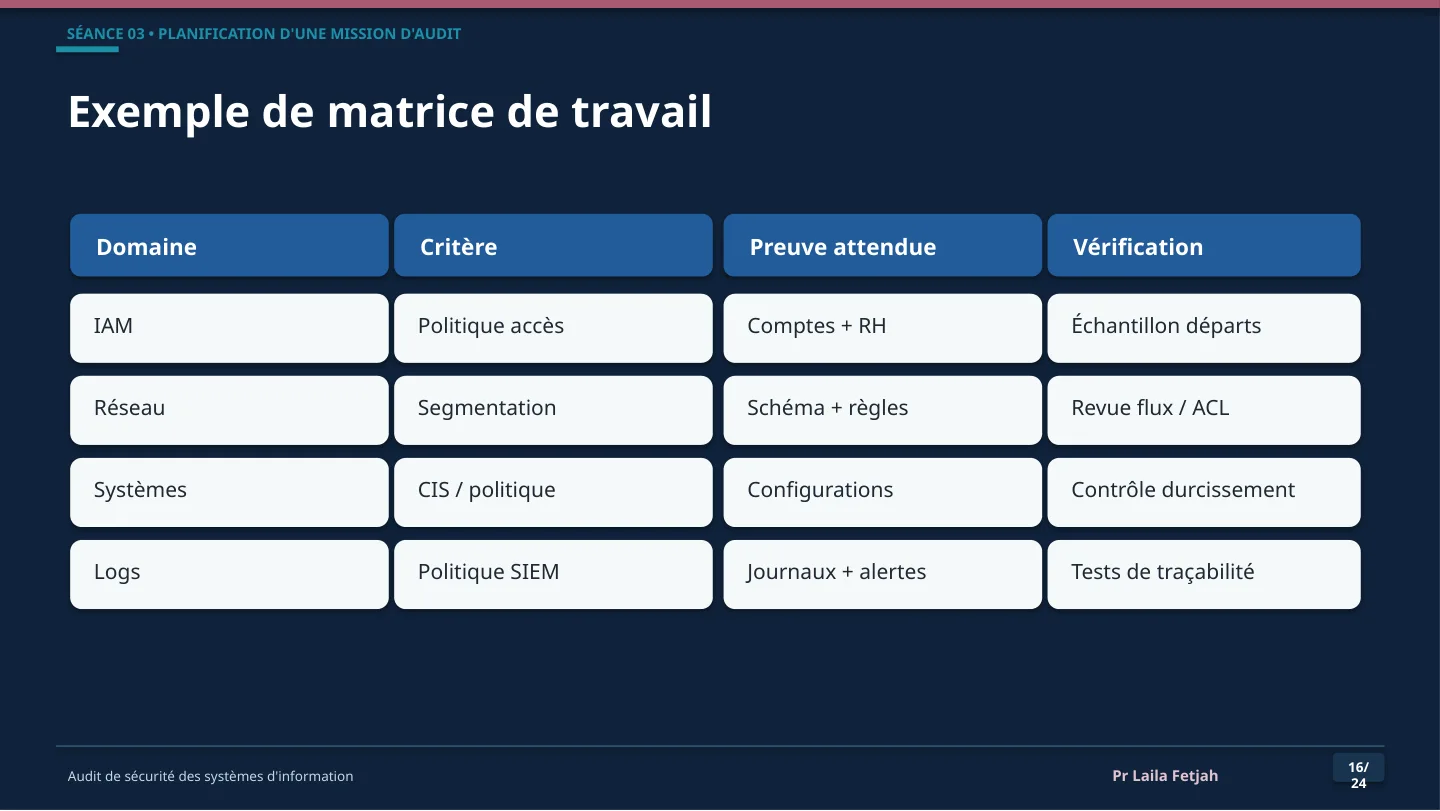 SÉANCE 03 • PLANIFICATION D'UNE MISSION D'AUDIT
Exemple de matrice de travail
Domaine Critère Preuve attendue Vérification
IAM Politique accès Comptes + RH Échantillon départs
Réseau Segmentation Schéma + règles Revue flux / ACL
Systèmes CIS / politique Configurations Contrôle durcissement
Logs Politique SIEM Journaux + alertes Tests de traçabilité
Audit de sécurité des systèmes d'information Pr Laila Fetjah 16/
24